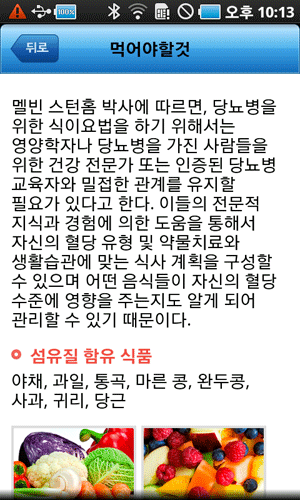 100% 오후 10:13
뒤로 먹어야할것
멜빈 스턴홈 박사에 따르면, 당뇨병을
위한 식이요법을 하기 위해서는
영양학자나 당뇨병을 가진 사람들을
위한 건강 전문가 또는 인증된 당뇨병
교육자와 밀접한 관계를 유지할
필요가 있다고 한다. 이들의 전문적
지식과 경험에 의한 도움을 통해서
자신의 혈당 유형 및 약물치료와
생활습관에 맞는 식사 계획을 구성할
수 있으며 어떤 음식들이 자신의 혈당
수준에 영향을 주는지도 알게 되어
관리할 수 있기 때문이다.
섬유질 함유 식품
야채, 과일, 통곡, 마른 콩, 완두콩,
사과, 귀리, 당근